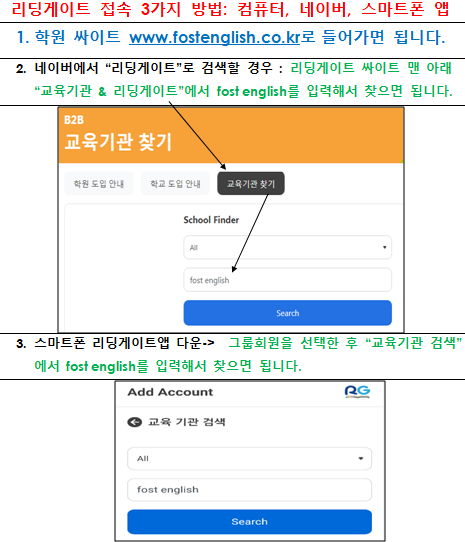 리딩게이트 접속 3가지 방법: 컴퓨터, 네이버, 스마트폰 앱
1. 학원 싸이트 www.fostenglish.co.kr로 들어가면 됩니다.
2. 네이버에서 “리딩게이트”로 검색할 경우 : 리딩게이트 싸이트 맨 아래
“교육기관 & 리딩게이트”에서 fost english를 입력해서 찾으면 됩니다.
B2B
교육기관 찾기
학원 도입 안내 학교 도입 안내 교육기관 찾기
School Finder
All
fost english
Search
3. 스마트폰 리딩게이트앱 다운-> 그룹회원을 선택한 후 “교육기관 검색”
에서 fost english를 입력해서 찾으면 됩니다.
Add Account RG
교육 기관 검색
All
fost english
Search